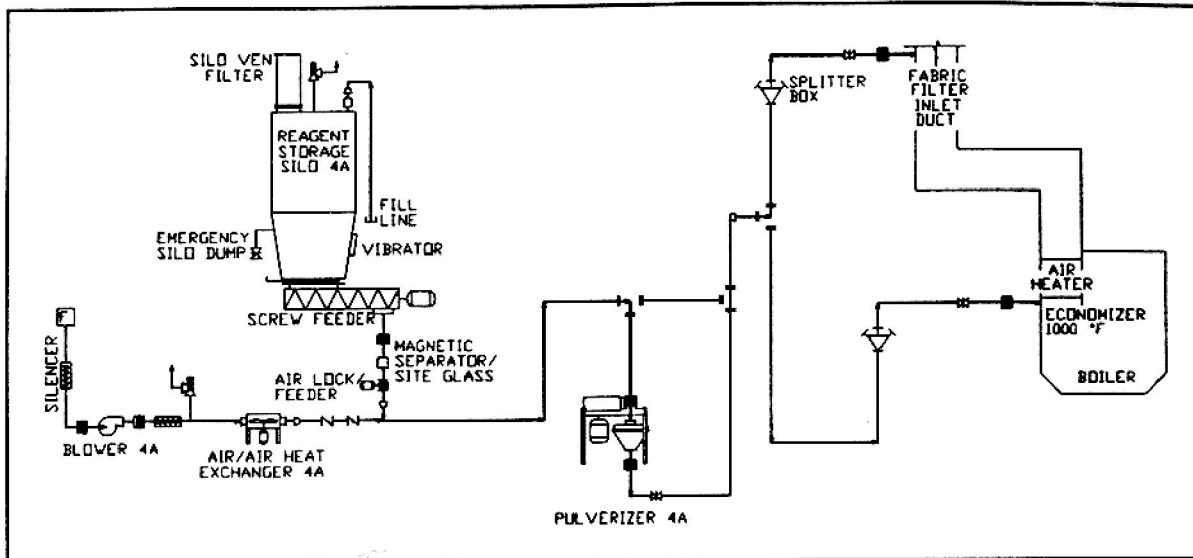 SILO VEN
FILTER
REAGENT
STORAGE
SILO 4A
FILL
LINE
EMERGENCY
SILO DUMP
VIBRATOR
SCREW FEEDER
MAGNETIC
SEPARATOR/
SITE GLASS
AIR LOCK/
FEEDER
SILENCER
BLOWER 4A
AIR/AIR HEAT
EXCHANGER 4A
PULVERIZER 4A
SPLITTER
BOX
FABRIC
FILTER
INLET
DUCT
AIR
HEATER
ECONOMIZER
1000 °F
BOILER